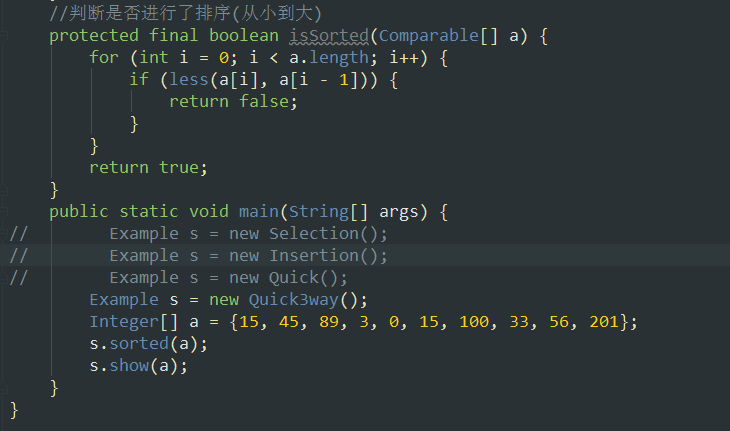 //判断是否进行了排序(从小到大)
protected final boolean isSorted(Comparable[] a) {
for (int i = 0; i < a.length; i++) {
if (less(a[i], a[i - 1])) {
return false;
}
}
return true;
}
public static void main(String[] args) {
//        Example s = new Selection();
//        Example s = new Insertion();
//        Example s = new Quick();
Example s = new Quick3way();
Integer[] a = {15, 45, 89, 3, 0, 15, 100, 33, 56, 201};
s.sorted(a);
s.show(a);
}
}